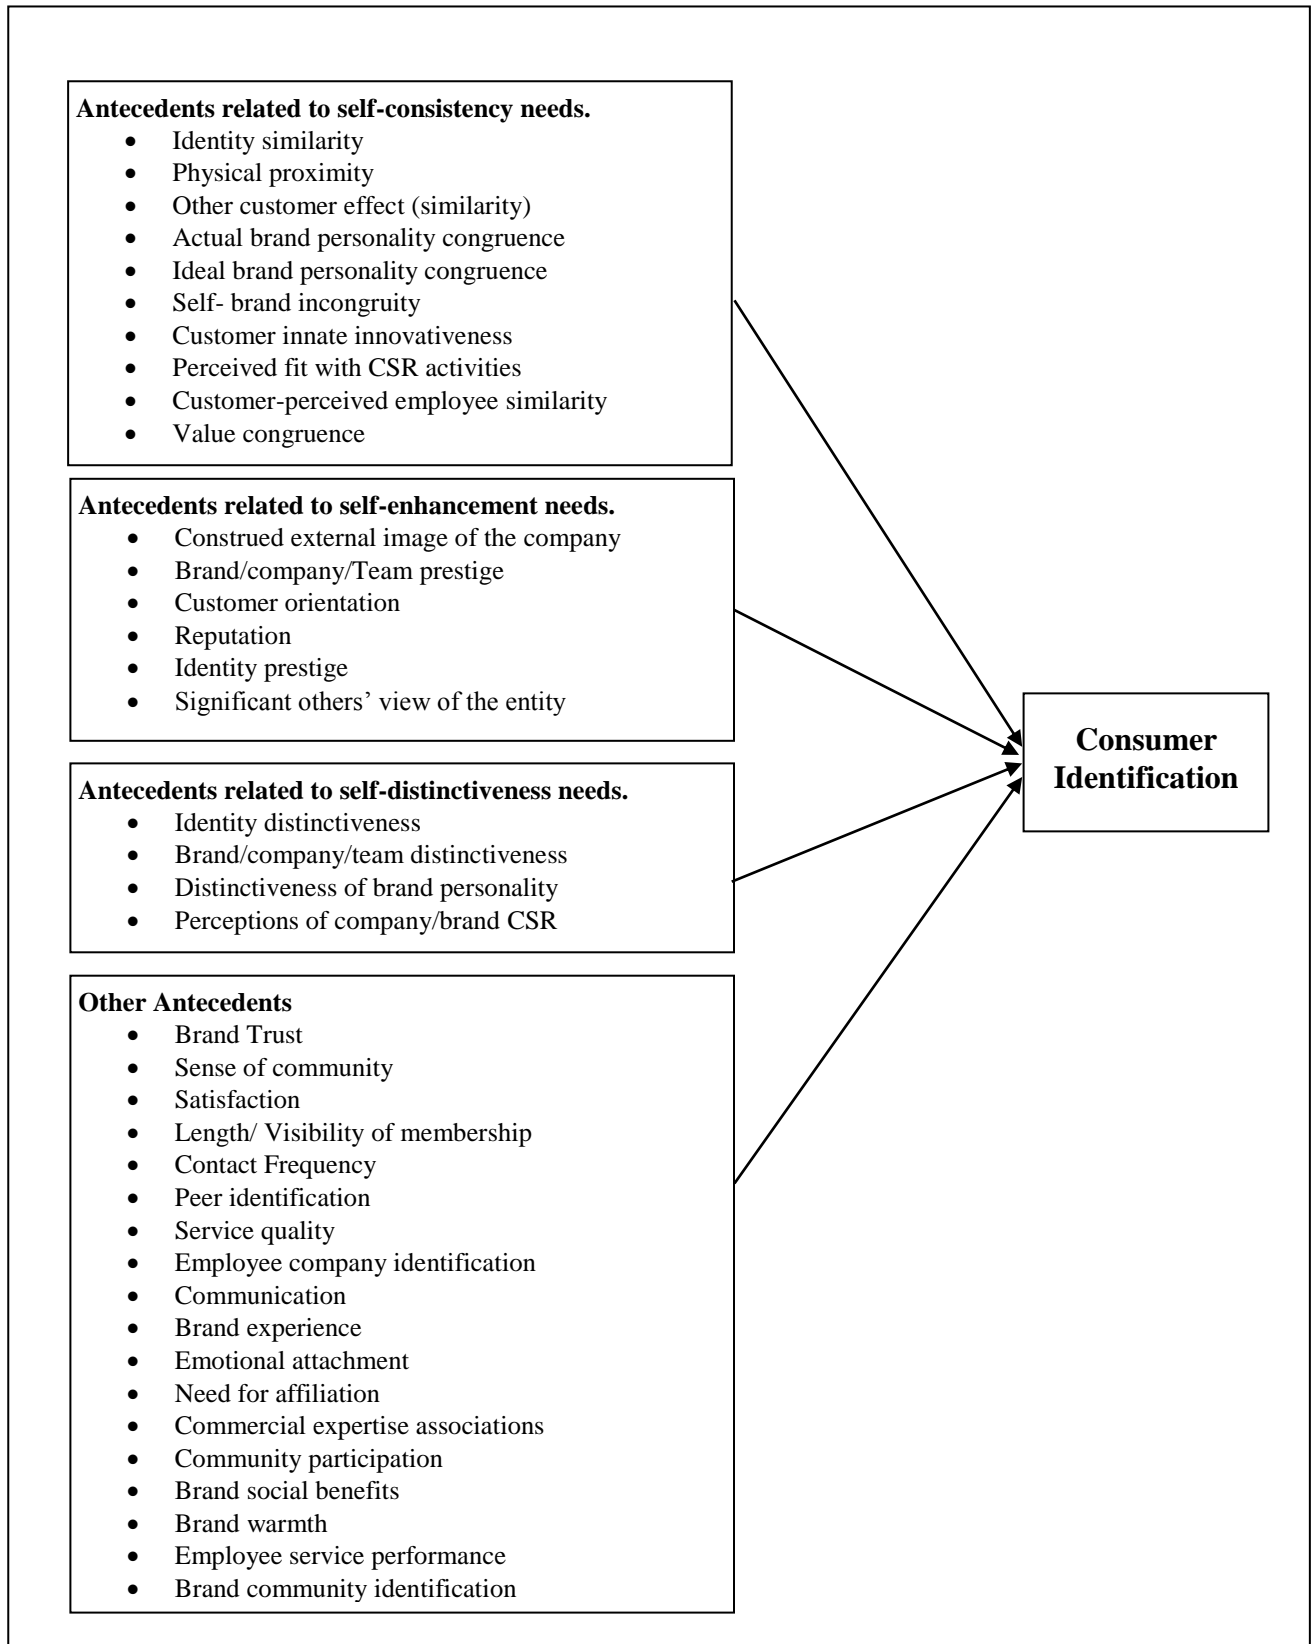 Antecedents related to self-consistency needs.
• Identity similarity
• Physical proximity
• Other customer effect (similarity)
• Actual brand personality congruence
• Ideal brand personality congruence
• Self- brand incongruity
• Customer innate innovativeness
• Perceived fit with CSR activities
• Customer-perceived employee similarity
• Value congruence
Antecedents related to self-enhancement needs.
• Construed external image of the company
• Brand/company/Team prestige
• Customer orientation
• Reputation
• Identity prestige
• Significant others’ view of the entity
Antecedents related to self-distinctiveness needs.
• Identity distinctiveness
• Brand/company/team distinctiveness
• Distinctiveness of brand personality
• Perceptions of company/brand CSR
Other Antecedents
• Brand Trust
• Sense of community
• Satisfaction
• Length/ Visibility of membership
• Contact Frequency
• Peer identification
• Service quality
• Employee company identification
• Communication
• Brand experience
• Emotional attachment
• Need for affiliation
• Commercial expertise associations
• Community participation
• Brand social benefits
• Brand warmth
• Employee service performance
• Brand community identification
Consumer
Identification